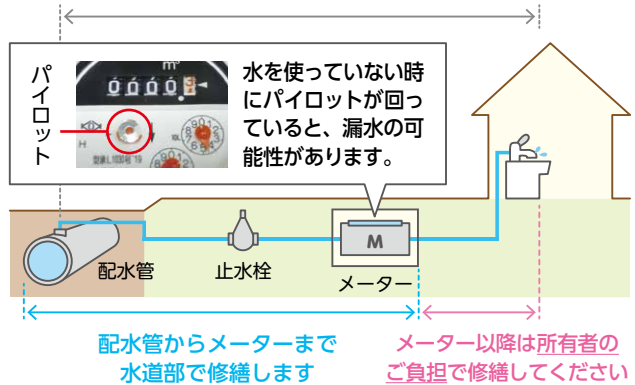 パイロット
m³
0000
水を使っていない時
にパイロットが回っ
ていると、漏水の可
能性があります。
M
配水管
止水栓
メーター
配水管からメーターまで
水道部で修繕します
メーター以降は所有者の
ご負担で修繕してください